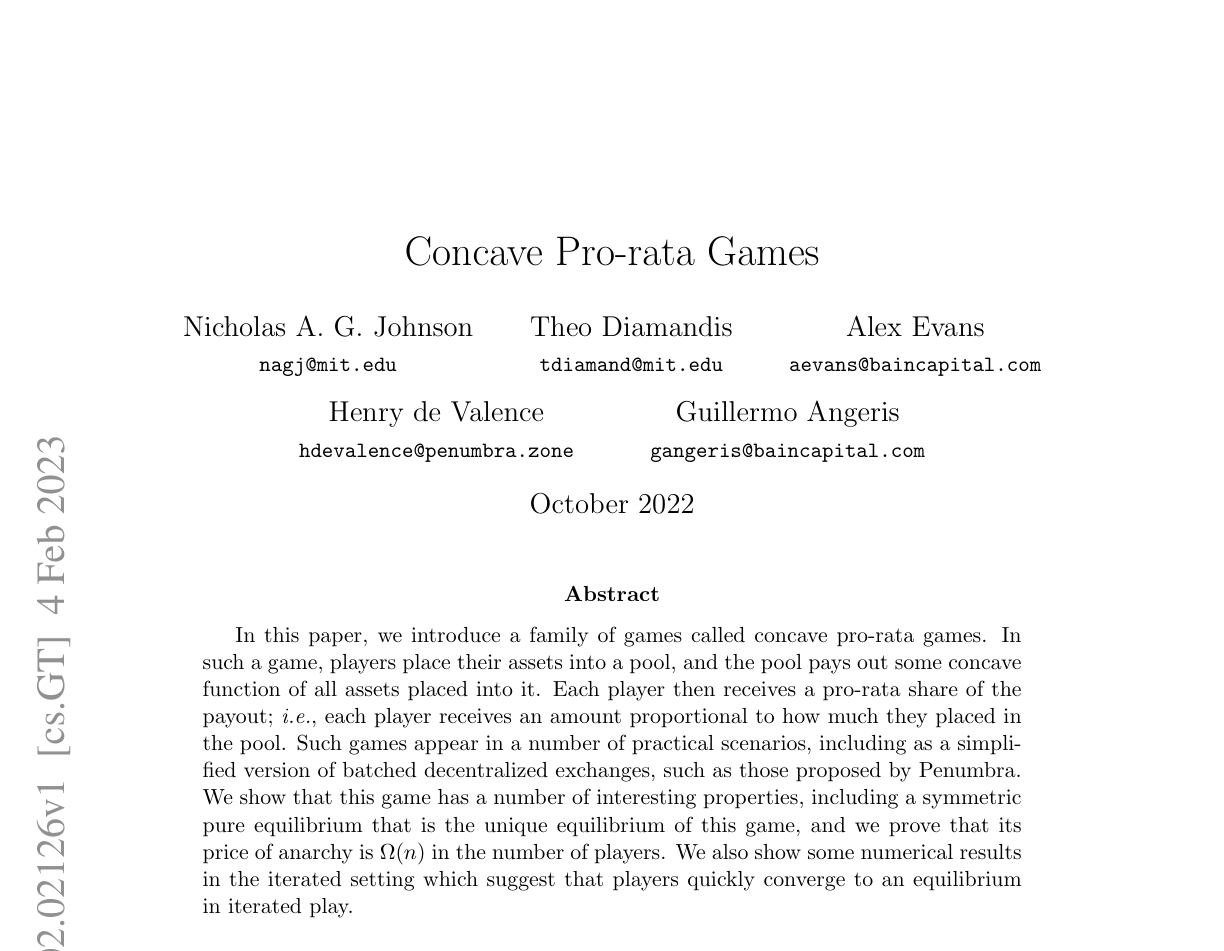 Concave Pro-rata Games
Nicholas A. G. Johnson Theo Diamandis Alex Evans
nagj@mit.edu tdiamand@mit.edu aevans@baincapital.com
Henry de Valence Guillermo Angeris
hdevalence@penumbra.zone gangeris@baincapital.com
October 2022
Abstract
In this paper, we introduce a family of games called concave pro-rata games. In
such a game, players place their assets into a pool, and the pool pays out some concave
function of all assets placed into it. Each player then receives a pro-rata share of the
payout; i.e., each player receives an amount proportional to how much they placed in
the pool. Such games appear in a number of practical scenarios, including as a simpli-
fied version of batched decentralized exchanges, such as those proposed by Penumbra.
We show that this game has a number of interesting properties, including a symmetric
pure equilibrium that is the unique equilibrium of this game, and we prove that its
price of anarchy is Ω(n) in the number of players. We also show some numerical results
in the iterated setting which suggest that players quickly converge to an equilibrium
in iterated play.
2.02126v1 [cs.GT] 4 Feb 2023